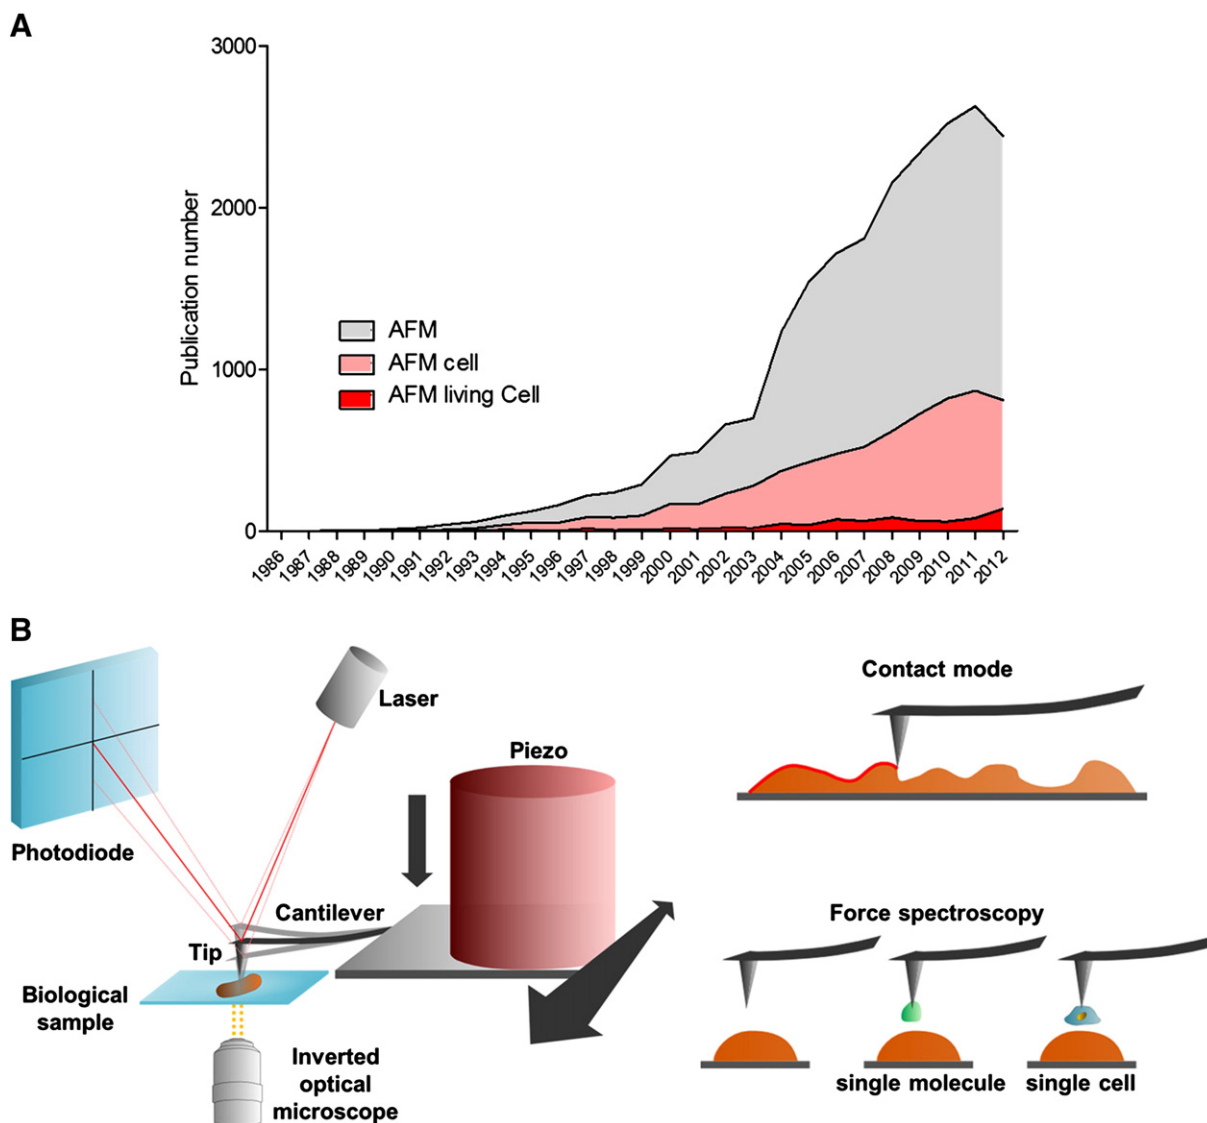 A
3000
2000
1000
0
Publication number
AFM
AFM cell
AFM living Cell
1986
1987
1988
1989
1990
1991
1992
1993
1994
1995
1996
1997
1998
1999
2000
2001
2002
2003
2004
2005
2006
2007
2008
2009
2010
2011
2012
B
Laser
Piezo
Photodiode
Cantilever
Tip
Biological
sample
Inverted
optical
microscope
Contact mode
Force spectroscopy
single molecule
single cell